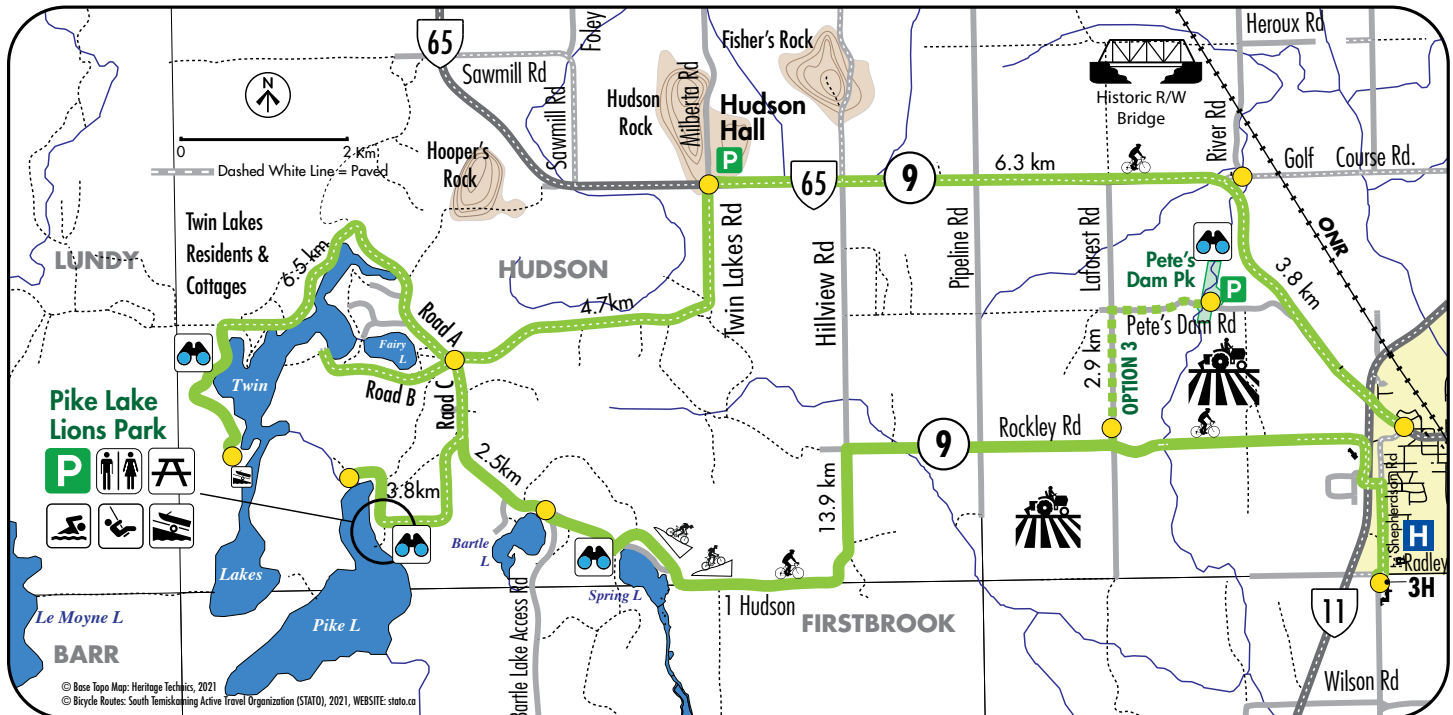 65
Foley
Fisher's Rock
Heroux Rd
Sawmill Rd
Milberta Rd
N
Hudson
Rock
Hudson
Hall
P
Historic R/W
Bridge
River Rd
Sawmill Rd
0
2 Km
Dashed White Line = Paved
Hooper's
Rock
65
9
6.3 km
Golf Course Rd.
ONR
Twin Lakes
Residents &
Cottages
LUNDY
6.5 km
HUDSON
4.7km
Twin Lakes Rd
Hillview Rd
Pipeline Rd
Laforest Rd
Pete's
Dam Pk
P
3.8 km
Pete's Dam Rd
Road A
Fairy
L
Road B
Raod C
2.9 km
OPTION 3
Twin
Pike Lake
Lions Park
P
Rockley Rd
9
2.5km
3.8km
13.9 km
Shepherdson Rd
H
Radley
3H
Bartle
L
Lakes
Spring L
1 Hudson
FIRSTBROOK
11
Le Moyne L
Pike L
BARR
Bartle Lake Access Rd
Wilson Rd
© Base Topo Map: Heritage Technics, 2021
© Bicycle Routes: South Temiskaming Active Travel Organization (STATO), 2021, WEBSITE: stato.ca